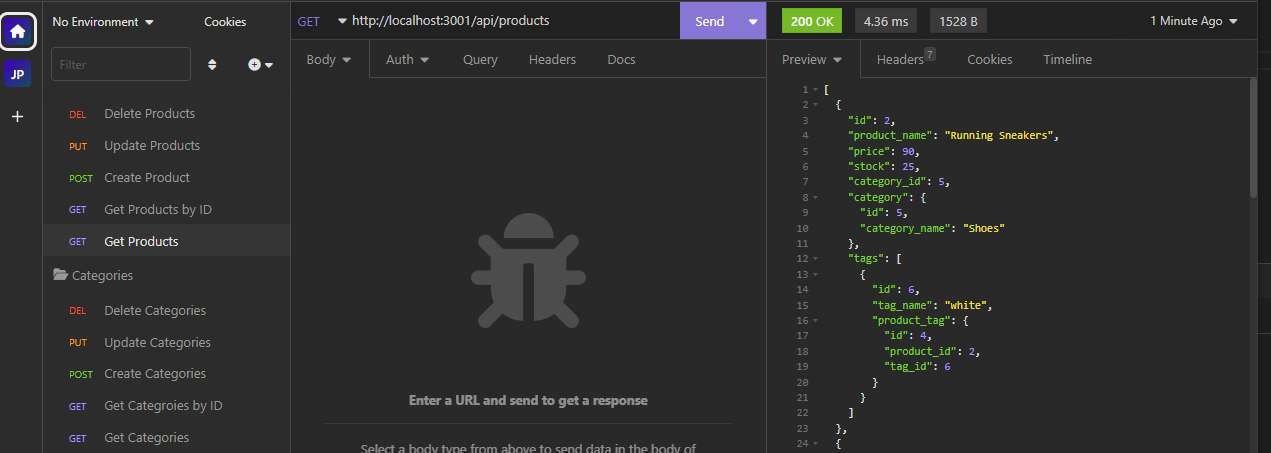 No Environment
Cookies
Filter
JP
DEL Delete Products
PUT Update Products
POST Create Product
GET Get Products by ID
GET Get Products
Categories
DEL Delete Categories
PUT Update Categories
POST Create Categories
GET Get Categroies by ID
GET Get Categories
GET http://localhost:3001/api/products Send
Body Auth Query Headers Docs
Enter a URL and send to get a response
Select a body type from above to send data in the body of
200 OK 4.36 ms 1528 B 1 Minute Ago
Preview Headers 7 Cookies Timeline
1 [
2 {
3 "id": 2,
4 "product_name": "Running Sneakers",
5 "price": 90,
6 "stock": 25,
7 "category_id": 5,
8 "category": {
9 "id": 5,
10 "category_name": "Shoes"
11 },
12 "tags": [
13 {
14 "id": 6,
15 "tag_name": "white",
16 "product_tag": {
17 "id": 4,
18 "product_id": 2,
19 "tag_id": 6
20 }
21 }
22 ]
23 },
24 {